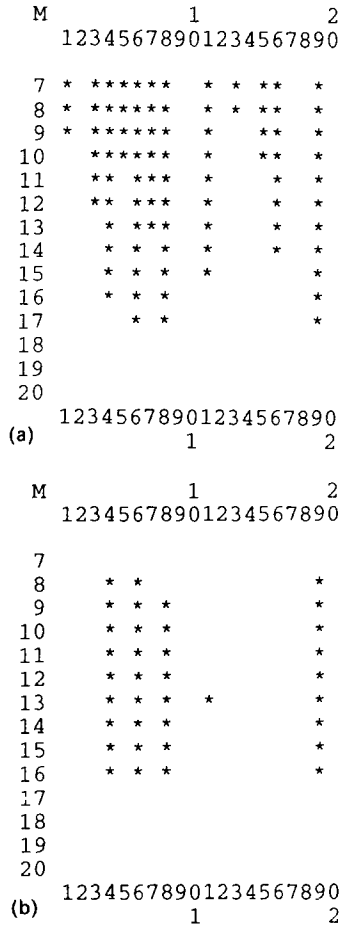 M 1 2
12345678901234567890
7 * ****** * * ** *
8 * ****** * * ** *
9 * ****** * ** *
10 ****** * ** *
11 ** *** * * *
12 ** *** * * *
13 * *** * * *
14 * * * * * *
15 * * * * *
16 * * * *
17 * * *
18
19
20
12345678901234567890
(a) 1 2
M 1 2
12345678901234567890
7
8 * * *
9 * * * *
10 * * * *
11 * * * *
12 * * * *
13 * * * * *
14 * * * *
15 * * * *
16 * * * *
17
18
19
20
12345678901234567890
(b) 1 2